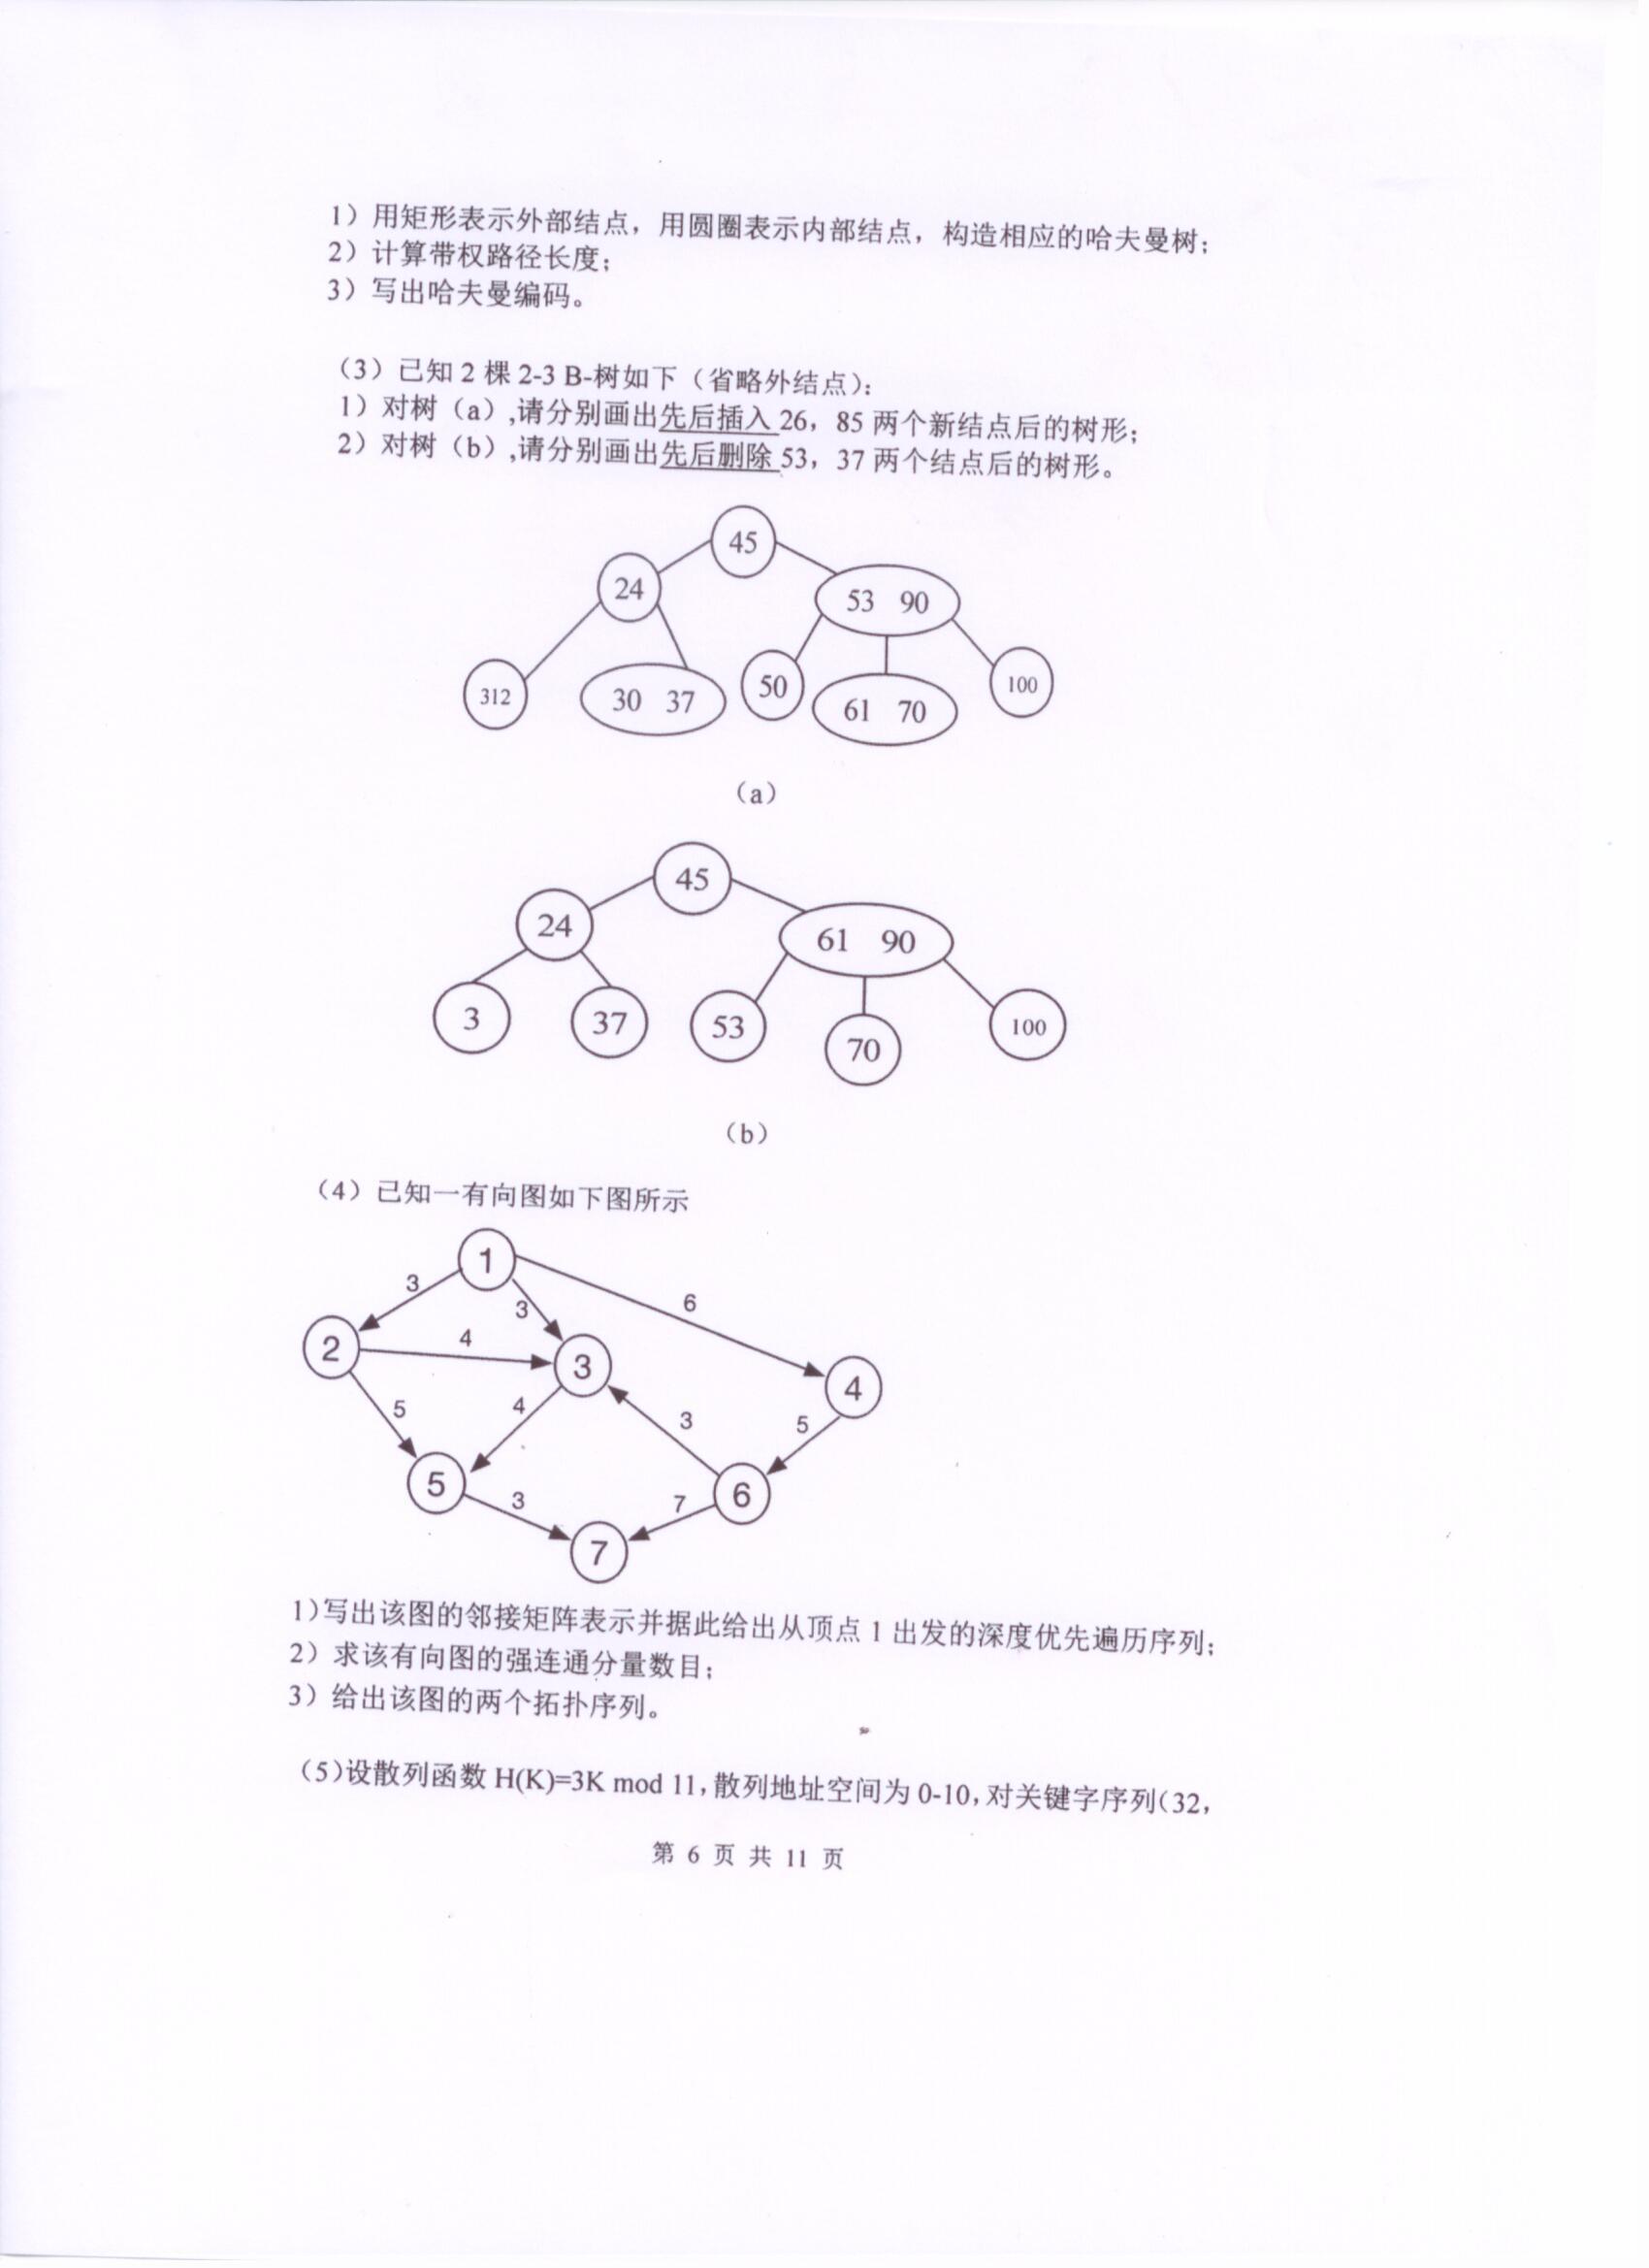 1）用矩形表示外部结点，用圆圈表示内部结点，构造相应的哈夫曼树；
2）计算带权路径长度；
3）写出哈夫曼编码。
（3）已知 2 棵 2-3 B-树如下（省略外结点）：
1）对树（a）,请分别画出先后插入 26，85 两个新结点后的树形；
2）对树（b）,请分别画出先后删除 53，37 两个结点后的树形。
45
24
53 90
312
30 37
50
61 70
100
（a）
45
24
61 90
3
37
53
70
100
（b）
（4）已知一有向图如下图所示
1
3
3
6
2
4
3
4
5
4
3
5
5
6
3
7
7
1)写出该图的邻接矩阵表示并据此给出从顶点 1 出发的深度优先遍历序列；
2）求该有向图的强连通分量数目；
3）给出该图的两个拓扑序列。
（5）设散列函数 H(K)=3K mod 11，散列地址空间为 0-10，对关键字序列（32，
第 6 页 共 11 页